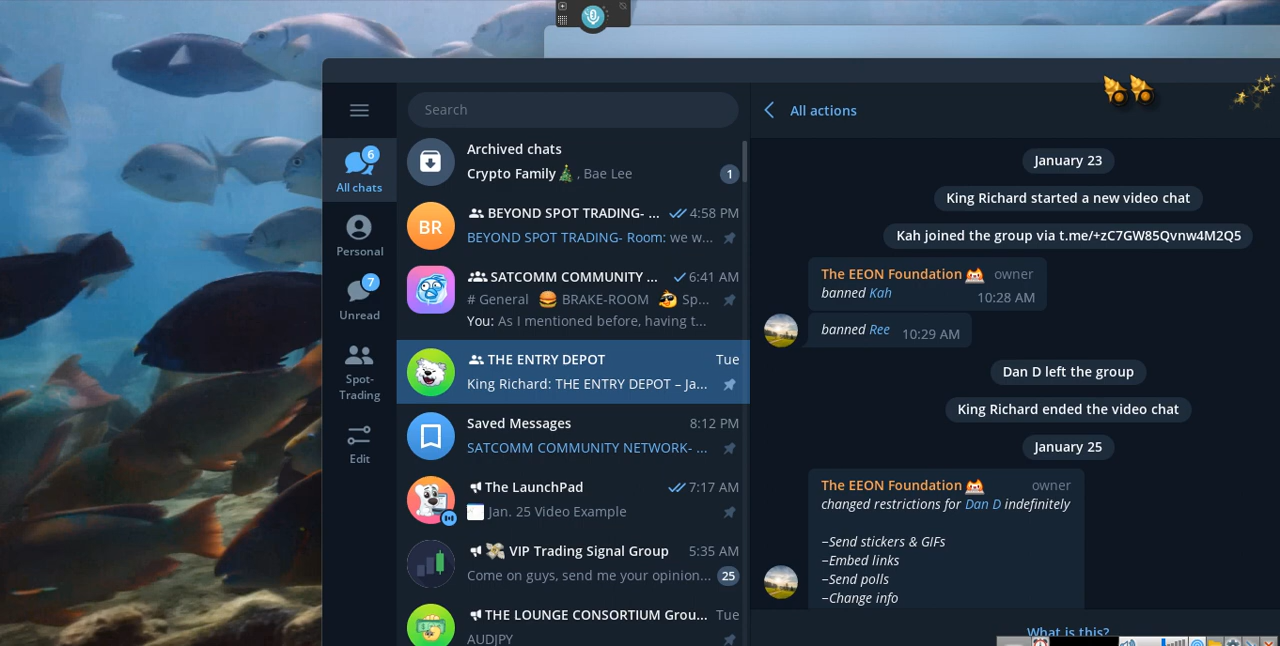 Search
All actions
6
All chats
Personal
7
Unread
Spot-
Trading
Edit
Archived chats
Crypto Family🎄, Bae Lee
1
BR
BEYOND SPOT TRADING- ...
4:58 PM
BEYOND SPOT TRADING- Room: we w...
SATCOMM COMMUNITY ...
6:41 AM
# General 🍔 BRAKE-ROOM Sp...
You: As I mentioned before, having t...
THE ENTRY DEPOT
Tue
King Richard: THE ENTRY DEPOT – Ja...
Saved Messages
8:12 PM
SATCOMM COMMUNITY NETWORK- ...
The LaunchPad
7:17 AM
Jan. 25 Video Example
💸 VIP Trading Signal Group
5:35 AM
Come on guys, send me your opinion...
25
THE LOUNGE CONSORTIUM Grou...
Tue
AUDJPY
January 23
King Richard started a new video chat
Kah joined the group via t.me/+zC7GW85Qvnw4M2Q5
The EEON Foundation owner
banned Kah
10:28 AM
banned Ree
10:29 AM
Dan D left the group
King Richard ended the video chat
January 25
The EEON Foundation owner
changed restrictions for Dan D indefinitely
−Send stickers & GIFs
−Embed links
−Send polls
−Change info
What is this?